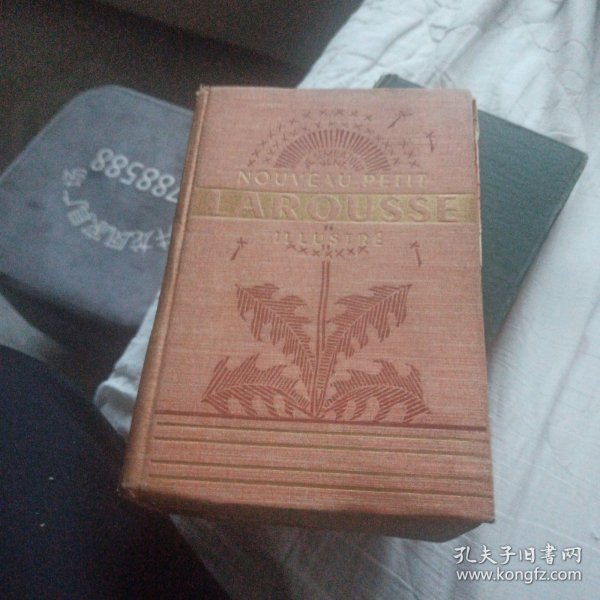 NOUVEAU PETIT
LAROUSSE
ILLUSTRÉ
788588
孔夫子旧书网
www.kongfz.com